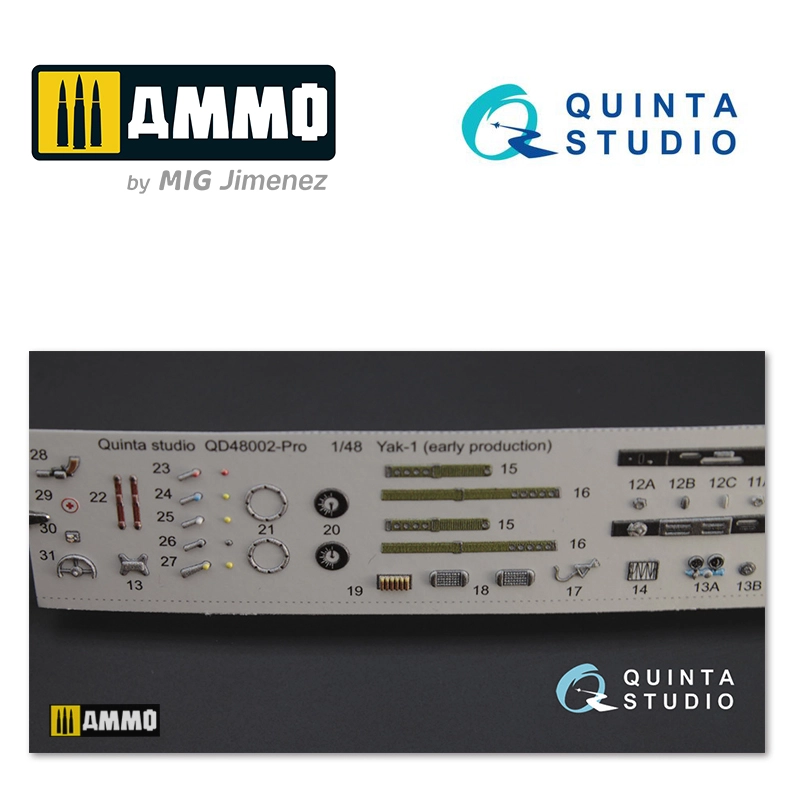 AMMO
by MIG Jimenez
QUINTA
STUDIO
Quinta studio QD48002-Pro 1/48 Yak-1 (early production)
28
23
15
12A 12B 12C 11A
29
22
24
16
25
21
20
15
30
26
16
31
27
13
19
18
17
14
13A
13B
AMMO
QUINTA
STUDIO